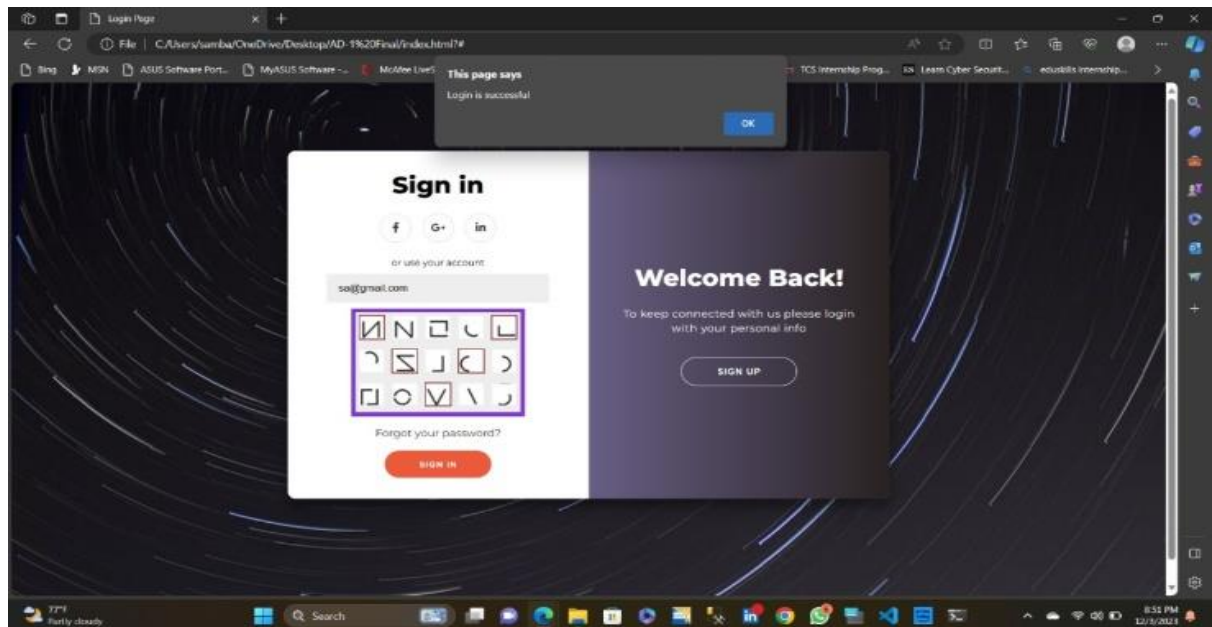 Login Page
File | C:/Users/samba/OneDrive/Desktop/AD-1%20Final/index.html?#
Bing MSN ASUS Software Port... MyASUS Software -... McAfee LiveS TCS Internship Prog... Learn Cyber Securit... eduskills internship...
This page says
Login is successful
OK
Sign in
f G+ in
or use your account
sa@gmail.com
Forgot your password?
SIGN IN
Welcome Back!
To keep connected with us please login
with your personal info
SIGN UP
77°F
Partly cloudy
Search
8:51 PM